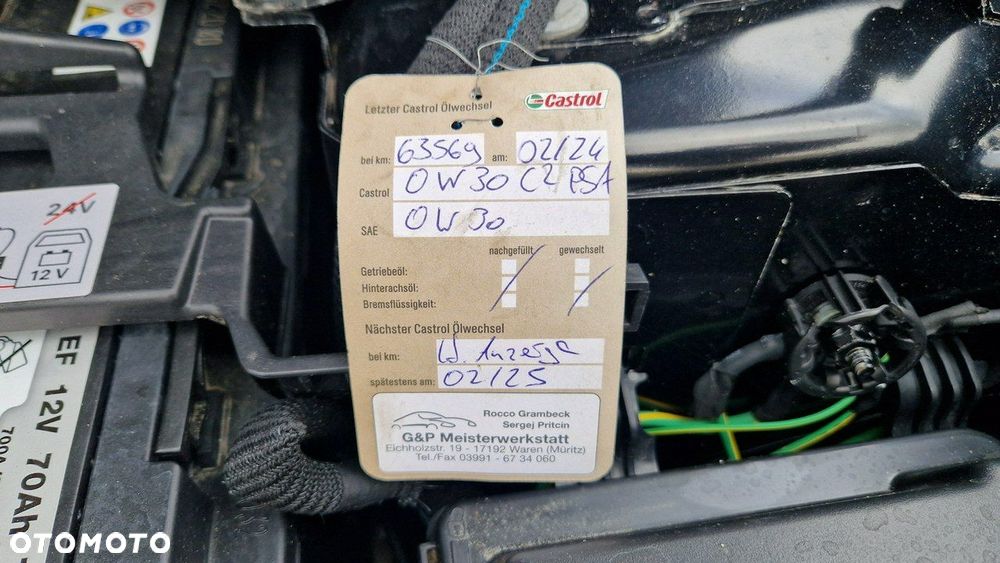 Letzter Castrol Ölwechsel
Castrol
bei km: 63569 am: 02/24
Castrol 0W30 C2 PSA
SAE 0W30
nachgefüllt gewechselt
Getriebeöl:
Hinterachsöl:
Bremsflüssigkeit:
Nächster Castrol Ölwechsel
bei km: Ld. Anzeige
spätestens am: 02/25
Rocco Grambeck
Sergej Pritcin
G&P Meisterwerkstatt
Eichholzstr. 19 - 17192 Waren (Müritz)
Tel./Fax 03991 - 67 34 060
24V
12V
EF 12V 70Ah
OTOMOTO